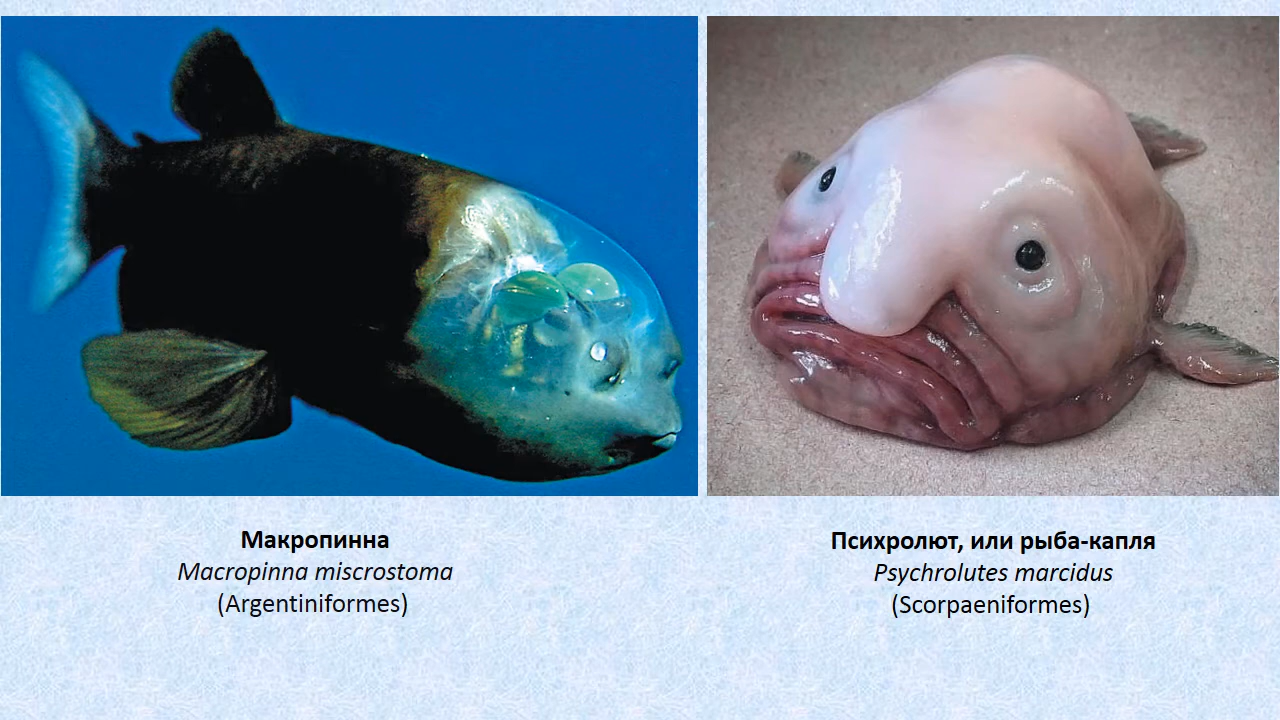 Макропинна
Macropinna miscrostoma
(Argentiniformes)
Психролют, или рыба-капля
Psychrolutes marcidus
(Scorpaeniformes)